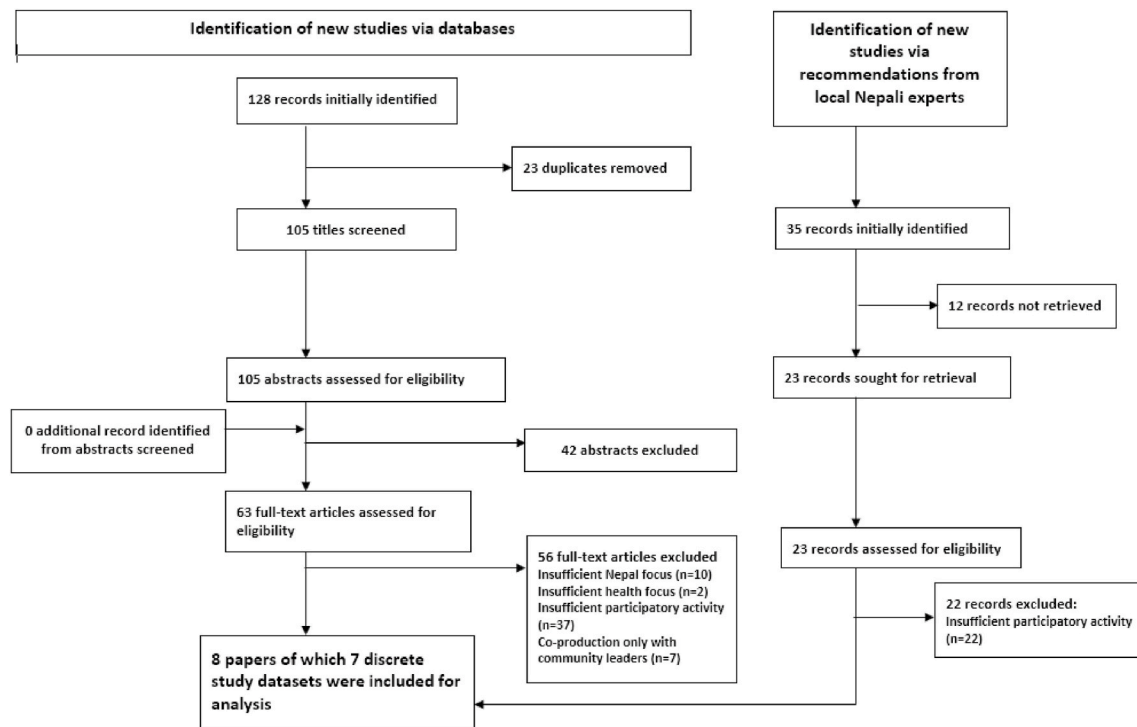 Identification of new studies via databases
128 records initially identified
23 duplicates removed
105 titles screened
105 abstracts assessed for eligibility
0 additional record identified
from abstracts screened
42 abstracts excluded
63 full-text articles assessed for
eligibility
56 full-text articles excluded
Insufficient Nepal focus (n=10)
Insufficient health focus (n=2)
Insufficient participatory activity
(n=37)
Co-production only with
community leaders (n=7)
8 papers of which 7 discrete
study datasets were included for
analysis
Identification of new
studies via
recommendations from
local Nepali experts
35 records initially identified
12 records not retrieved
23 records sought for retrieval
23 records assessed for eligibility
22 records excluded:
Insufficient participatory activity
(n=22)